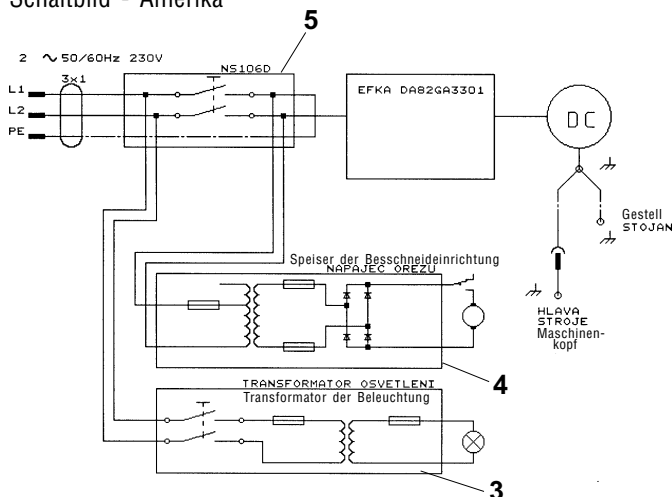 Schaltbild - Amerika
5
2 ∿ 50/60Hz 230V
NS106D
3x1
L1
L2
PE
EFKA DA82GA3301
DC
Gestell
STOJAN
Speiser der Besschneideinrichtung
NAPAJEC OREZU
HLAVA
STROJE
Maschinen-
kopf
4
TRANSFORMATOR OSVETLENI
Transformator der Beleuchtung
3